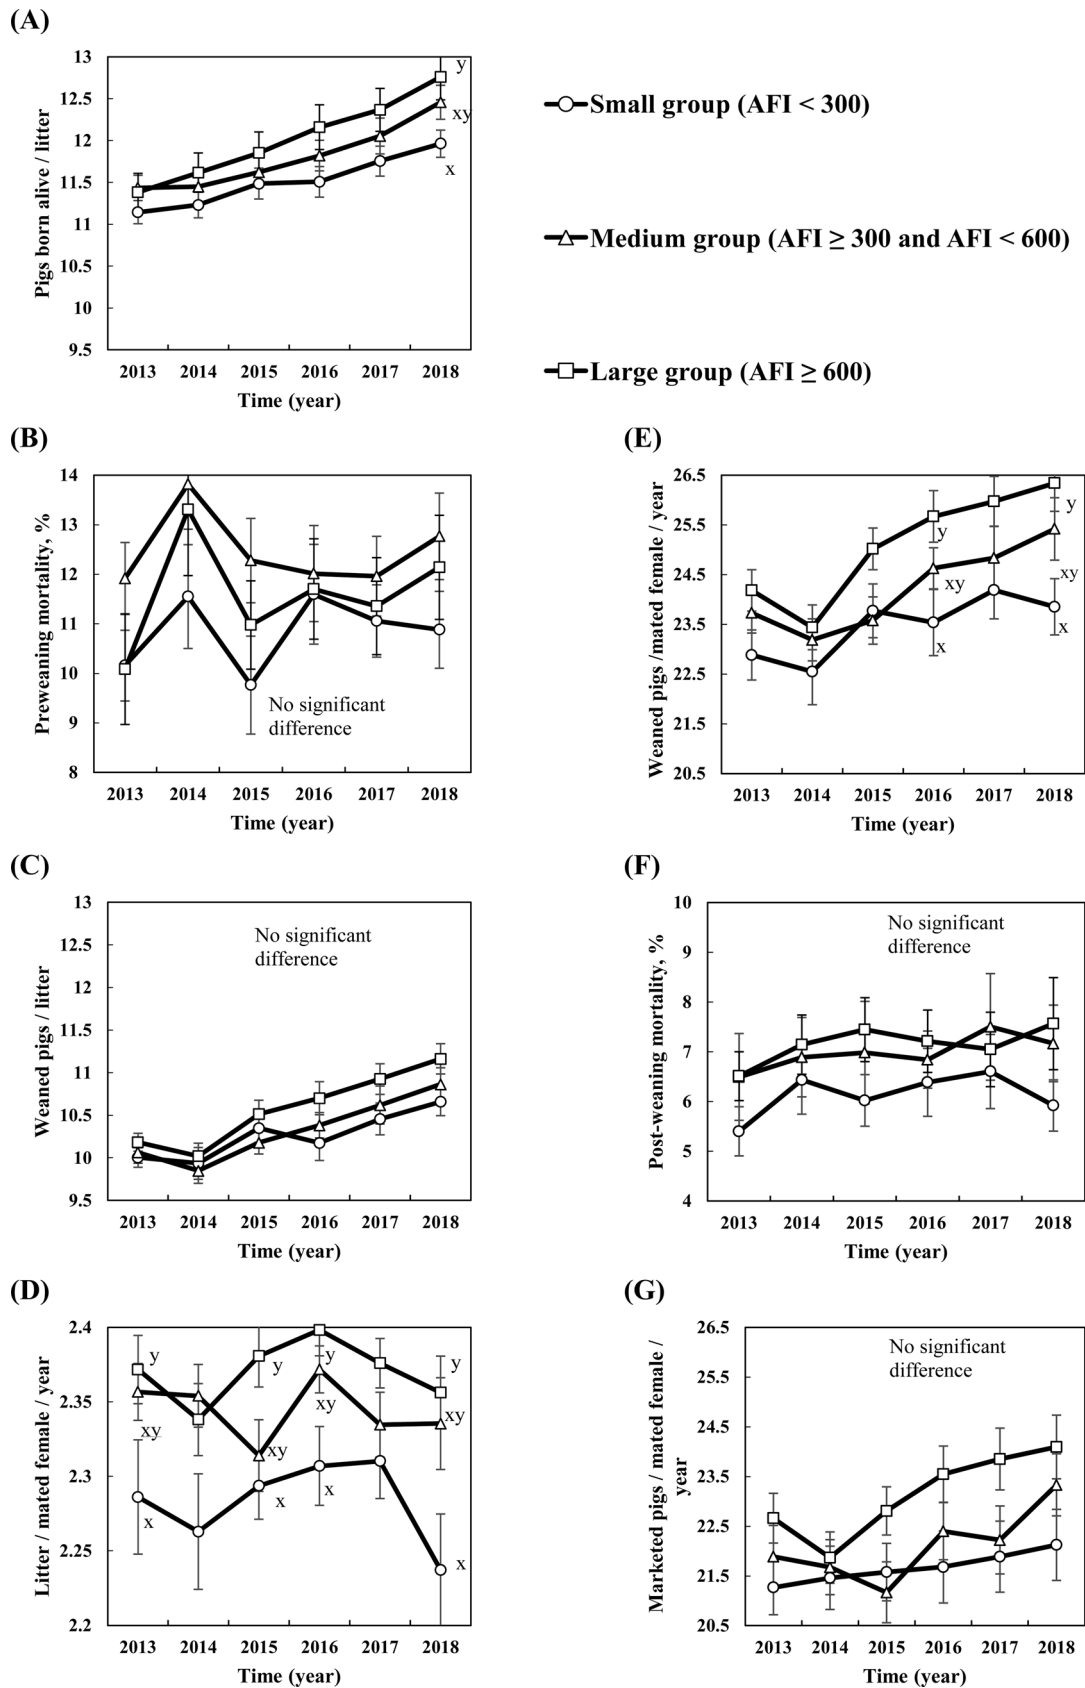 (A)
13
12.5
12
11.5
11
10.5
10
9.5
Pigs born alive / litter
y
xy
x
2013 2014 2015 2016 2017 2018
Time (year)
Small group (AFI < 300)
Medium group (AFI ≥ 300 and AFI < 600)
Large group (AFI ≥ 600)
(B)
14
13
12
11
10
9
8
Preweaning mortality, %
No significant
difference
2013 2014 2015 2016 2017 2018
Time (year)
(C)
13
12.5
12
11.5
11
10.5
10
9.5
Weaned pigs / litter
No significant
difference
2013 2014 2015 2016 2017 2018
Time (year)
(D)
2.4
2.35
2.3
2.25
2.2
Litter / mated female / year
y
xy
x
y
xy
x
y
xy
x
y
xy
x
2013 2014 2015 2016 2017 2018
Time (year)
(E)
26.5
25.5
24.5
23.5
22.5
21.5
20.5
Weaned pigs /mated female / year
y
xy
x
y
xy
x
2013 2014 2015 2016 2017 2018
Time (year)
(F)
10
9
8
7
6
5
4
Post-weaning mortality, %
No significant
difference
2013 2014 2015 2016 2017 2018
Time (year)
(G)
26.5
25.5
24.5
23.5
22.5
21.5
20.5
Marketed pigs / mated female /
year
No significant
difference
2013 2014 2015 2016 2017 2018
Time (year)